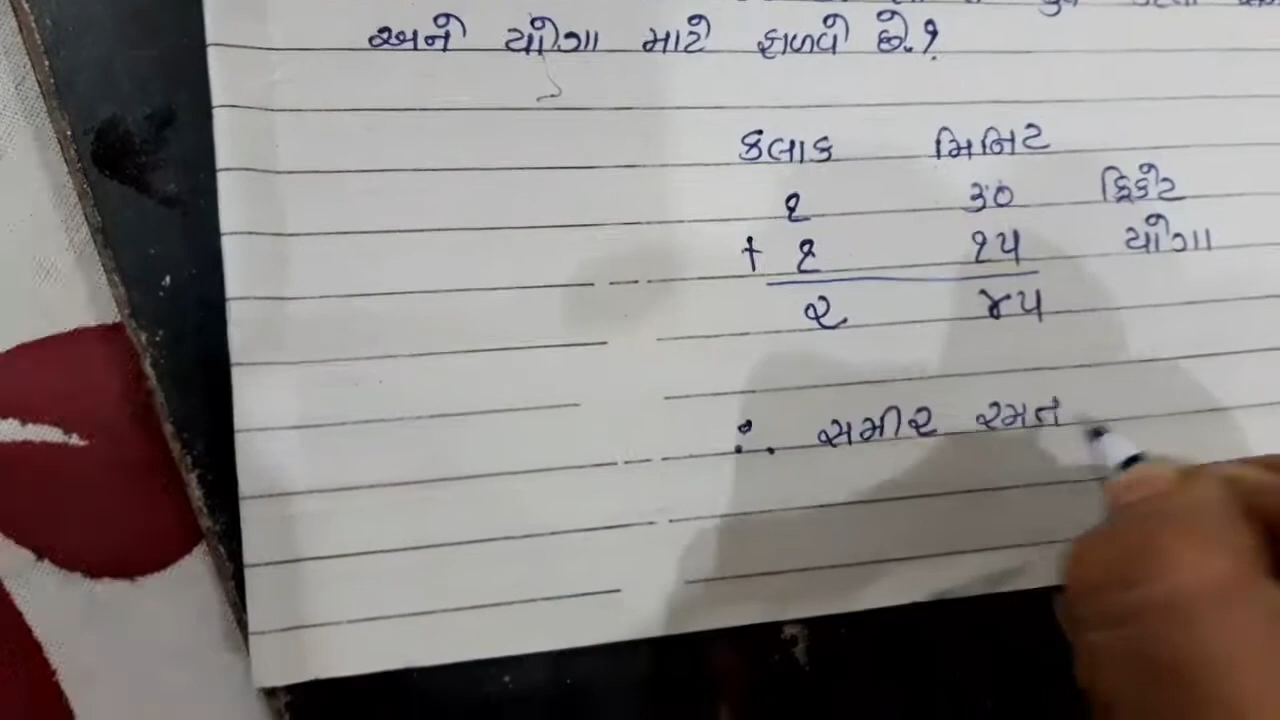 અને યોગા માટે ફાળવે છે.?
કલાક મિનિટ
૧ ૩૦ ક્રિકેટ
+ ૧ ૧૫ યોગા
૨ ૪૫
∴ સમીર રમત